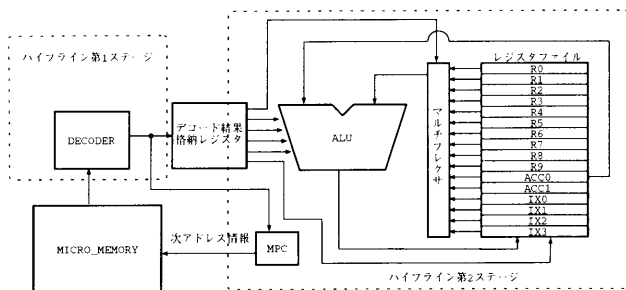 ハイフライン第1ステージ
DECODER
デコード結果
格納レジスタ
MICRO_MEMORY
次アドレス情報
MPC
ALU
マルチプレクサ
レジスタファイル
R0
R1
R2
R3
R4
R5
R6
R7
R8
R9
ACC0
ACC1
IX0
IX1
IX2
IX3
ハイフライン第2ステージ